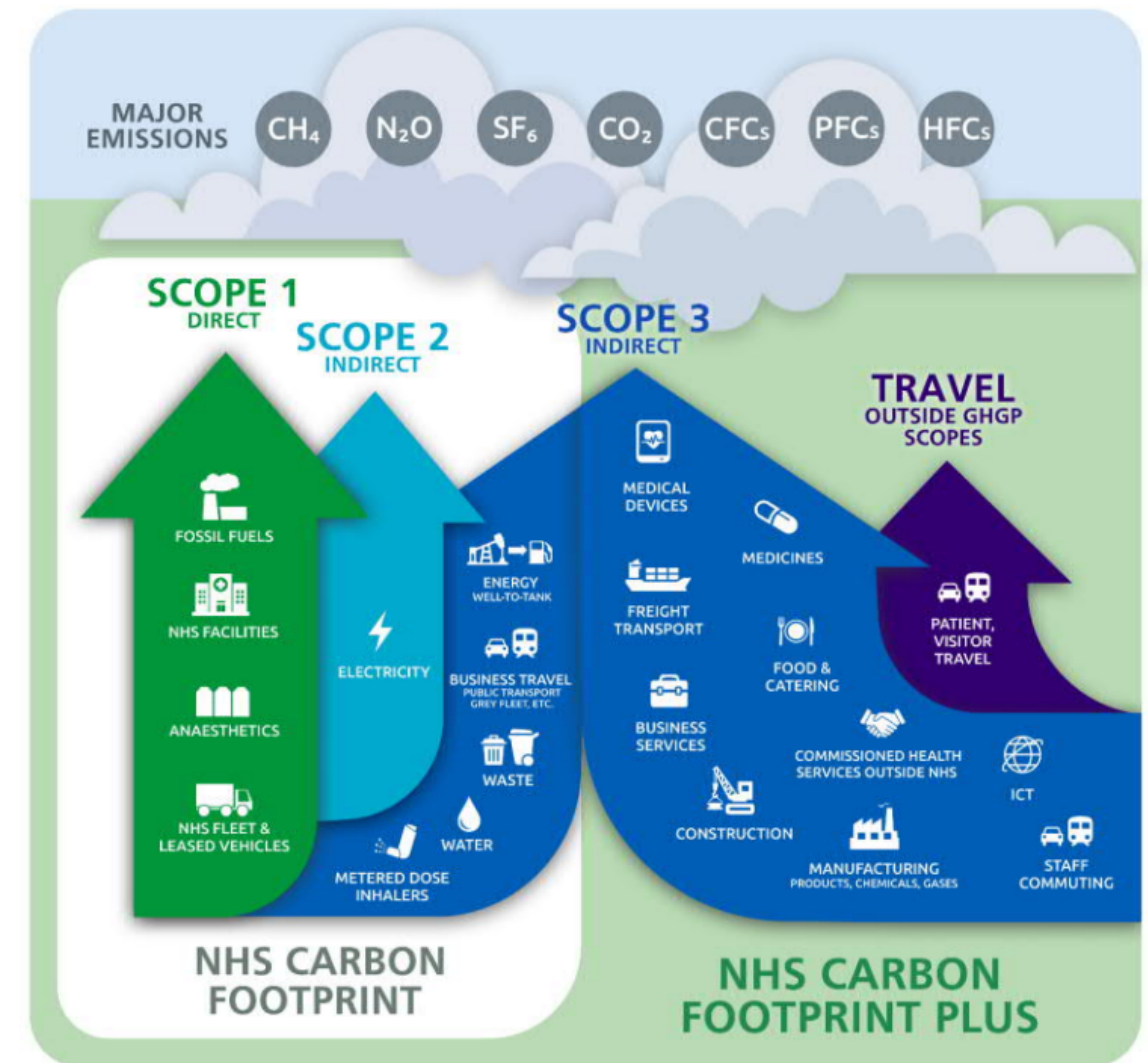 MAJOR
EMISSIONS
CH₄
N₂O
SF₆
CO₂
CFCs
PFCs
HFCs
SCOPE 1
DIRECT
SCOPE 2
INDIRECT
SCOPE 3
INDIRECT
TRAVEL
OUTSIDE GHGP
SCOPES
FOSSIL FUELS
NHS FACILITIES
ANAESTHETICS
NHS FLEET &
LEASED VEHICLES
ELECTRICITY
ENERGY
WELL-TO-TANK
BUSINESS TRAVEL
PUBLIC TRANSPORT
GREY FLEET, ETC.
WASTE
WATER
METERED DOSE
INHALERS
MEDICAL
DEVICES
MEDICINES
FREIGHT
TRANSPORT
FOOD &
CATERING
BUSINESS
SERVICES
COMMISSIONED HEALTH
SERVICES OUTSIDE NHS
ICT
CONSTRUCTION
MANUFACTURING
PRODUCTS, CHEMICALS, GASES
STAFF
COMMUTING
PATIENT,
VISITOR
TRAVEL
NHS CARBON
FOOTPRINT
NHS CARBON
FOOTPRINT PLUS